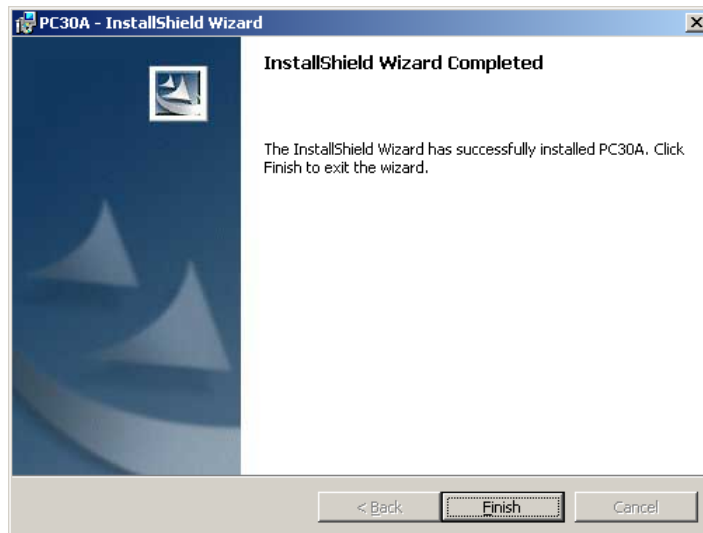 PC30A - InstallShield Wizard
InstallShield Wizard Completed
The InstallShield Wizard has successfully installed PC30A. Click
Finish to exit the wizard.
< Back
Finish
Cancel